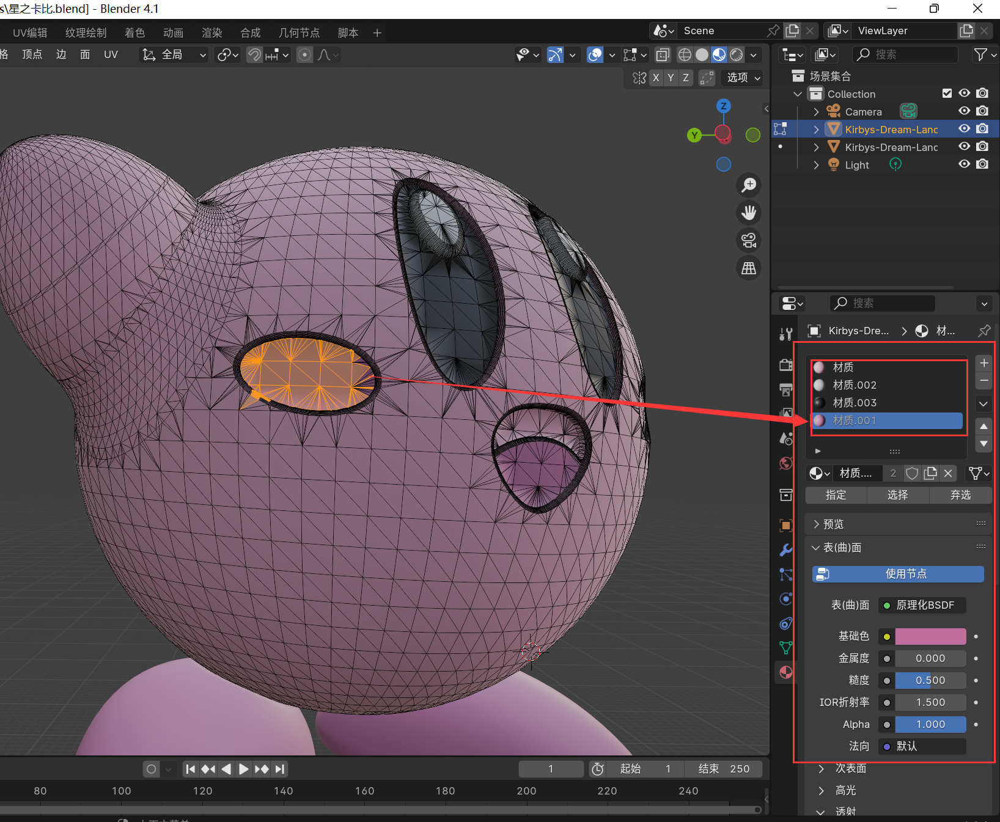 s\星之卡比.blend] - Blender 4.1
UV编辑 纹理绘制 着色 动画 渲染 合成 几何节点 脚本 +
Scene
ViewLayer
格 顶点 边 面 UV
全局
搜索
X Y Z
选项
场景集合
Collection
Camera
Kirbys-Dream-Lanc
Kirbys-Dream-Lanc
Light
Z
Y
搜索
Kirbys-Dre... > 材...
材质
材质.002
材质.003
材质.001
材质.... 2
指定 选择 弃选
预览
表(曲)面
使用节点
表(曲)面 原理化BSDF
基础色
金属度 0.000
糙度 0.500
IOR折射率 1.500
Alpha 1.000
法向 默认
次表面
高光
透射
1
起始 1
结束 250
80 100 120 140 160 180 200 220 240